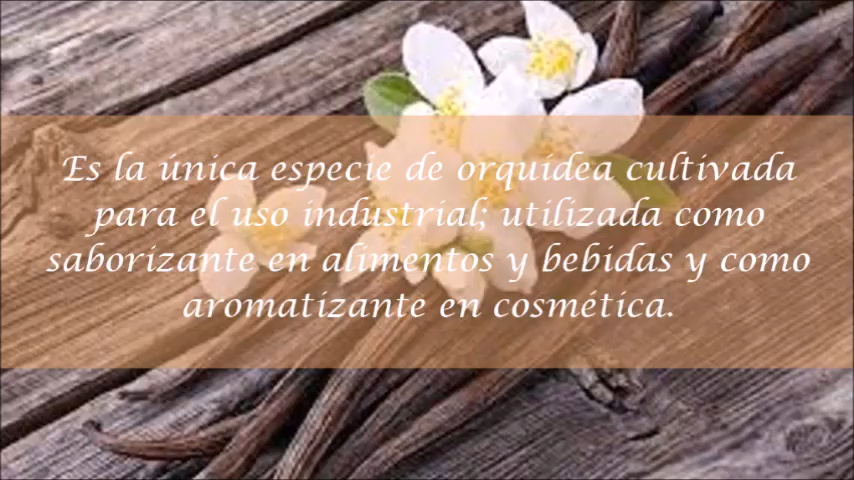 Es la única especie de orquídea cultivada
para el uso industrial; utilizada como
saborizante en alimentos y bebidas y como
aromatizante en cosmética.